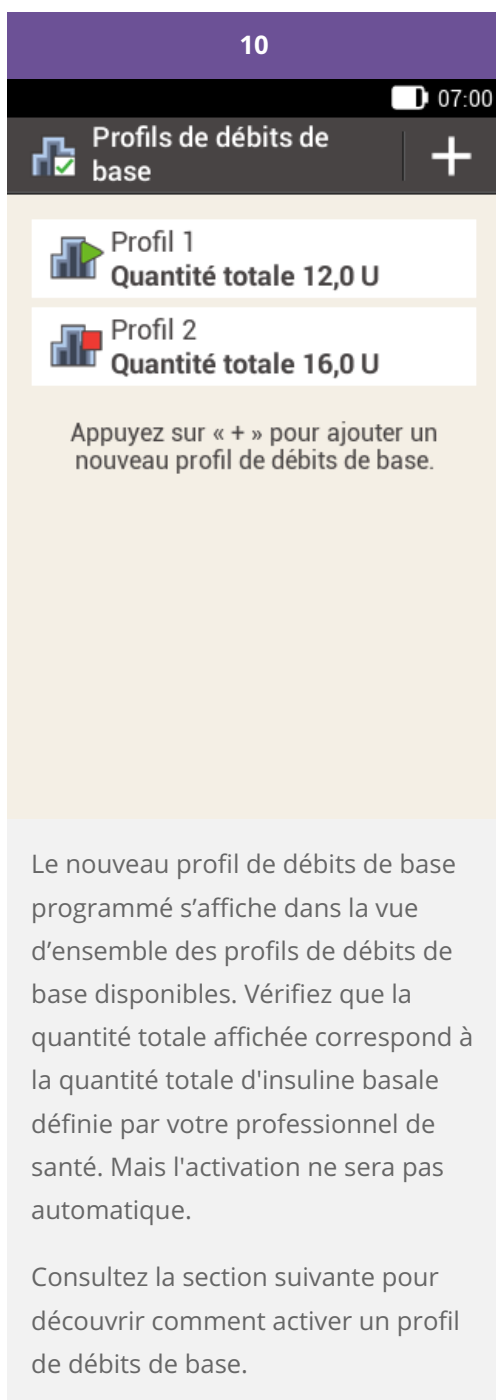 10
07:00
Profils de débits de
base
+
Profil 1
Quantité totale 12,0 U
Profil 2
Quantité totale 16,0 U
Appuyez sur « + » pour ajouter un
nouveau profil de débits de base.
Le nouveau profil de débits de base
programmé s’affiche dans la vue
d’ensemble des profils de débits de
base disponibles. Vérifiez que la
quantité totale affichée correspond à
la quantité totale d'insuline basale
définie par votre professionnel de
santé. Mais l'activation ne sera pas
automatique.
Consultez la section suivante pour
découvrir comment activer un profil
de débits de base.